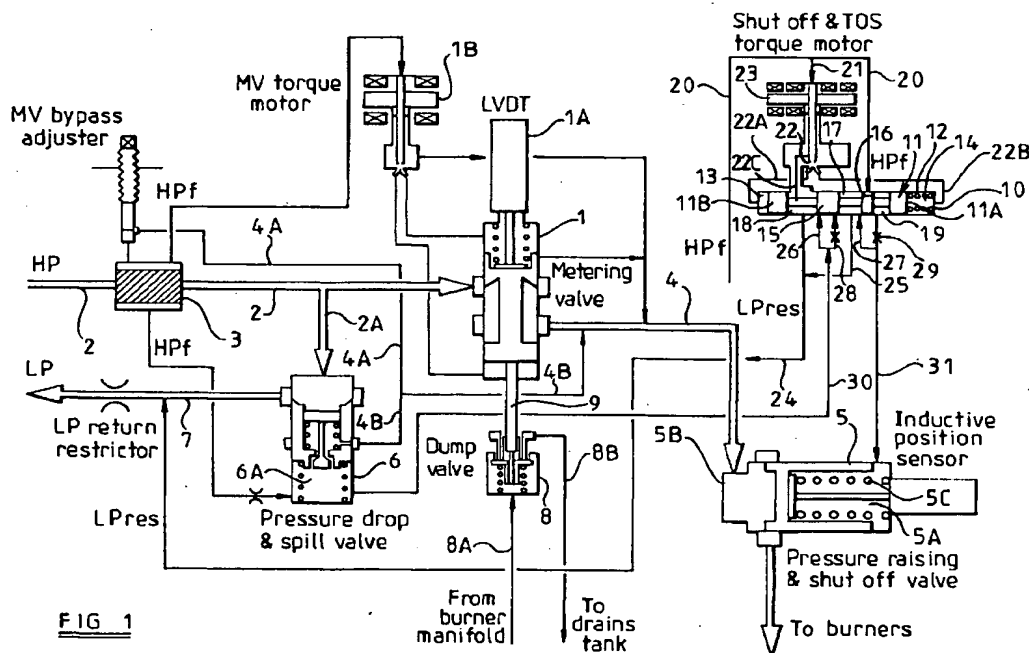 Shut off & TOS
torque motor
1B
MV torque
motor
LVDT
1A
20
21
20
23
MV bypass
adjuster
22A
22
17
16
11
12
14
22B
HPf
22C
HPf
13
10
11B
11A
18
15
19
4A
1
26
27
28
25
29
HPf
HP
Metering
valve
2
3
2
2A
4
LPres
HPf
4A
30
31
LP
4B
4B
24
9
7
LP return
restrictor
5
Inductive
position
sensor
5B
Dump
valve
8B
6A
6
5C
LPres
Pressure drop
& spill valve
8
5A
8A
Pressure raising
& shut off valve
FIG 1
From
burner
manifold
To
drains
tank
To burners